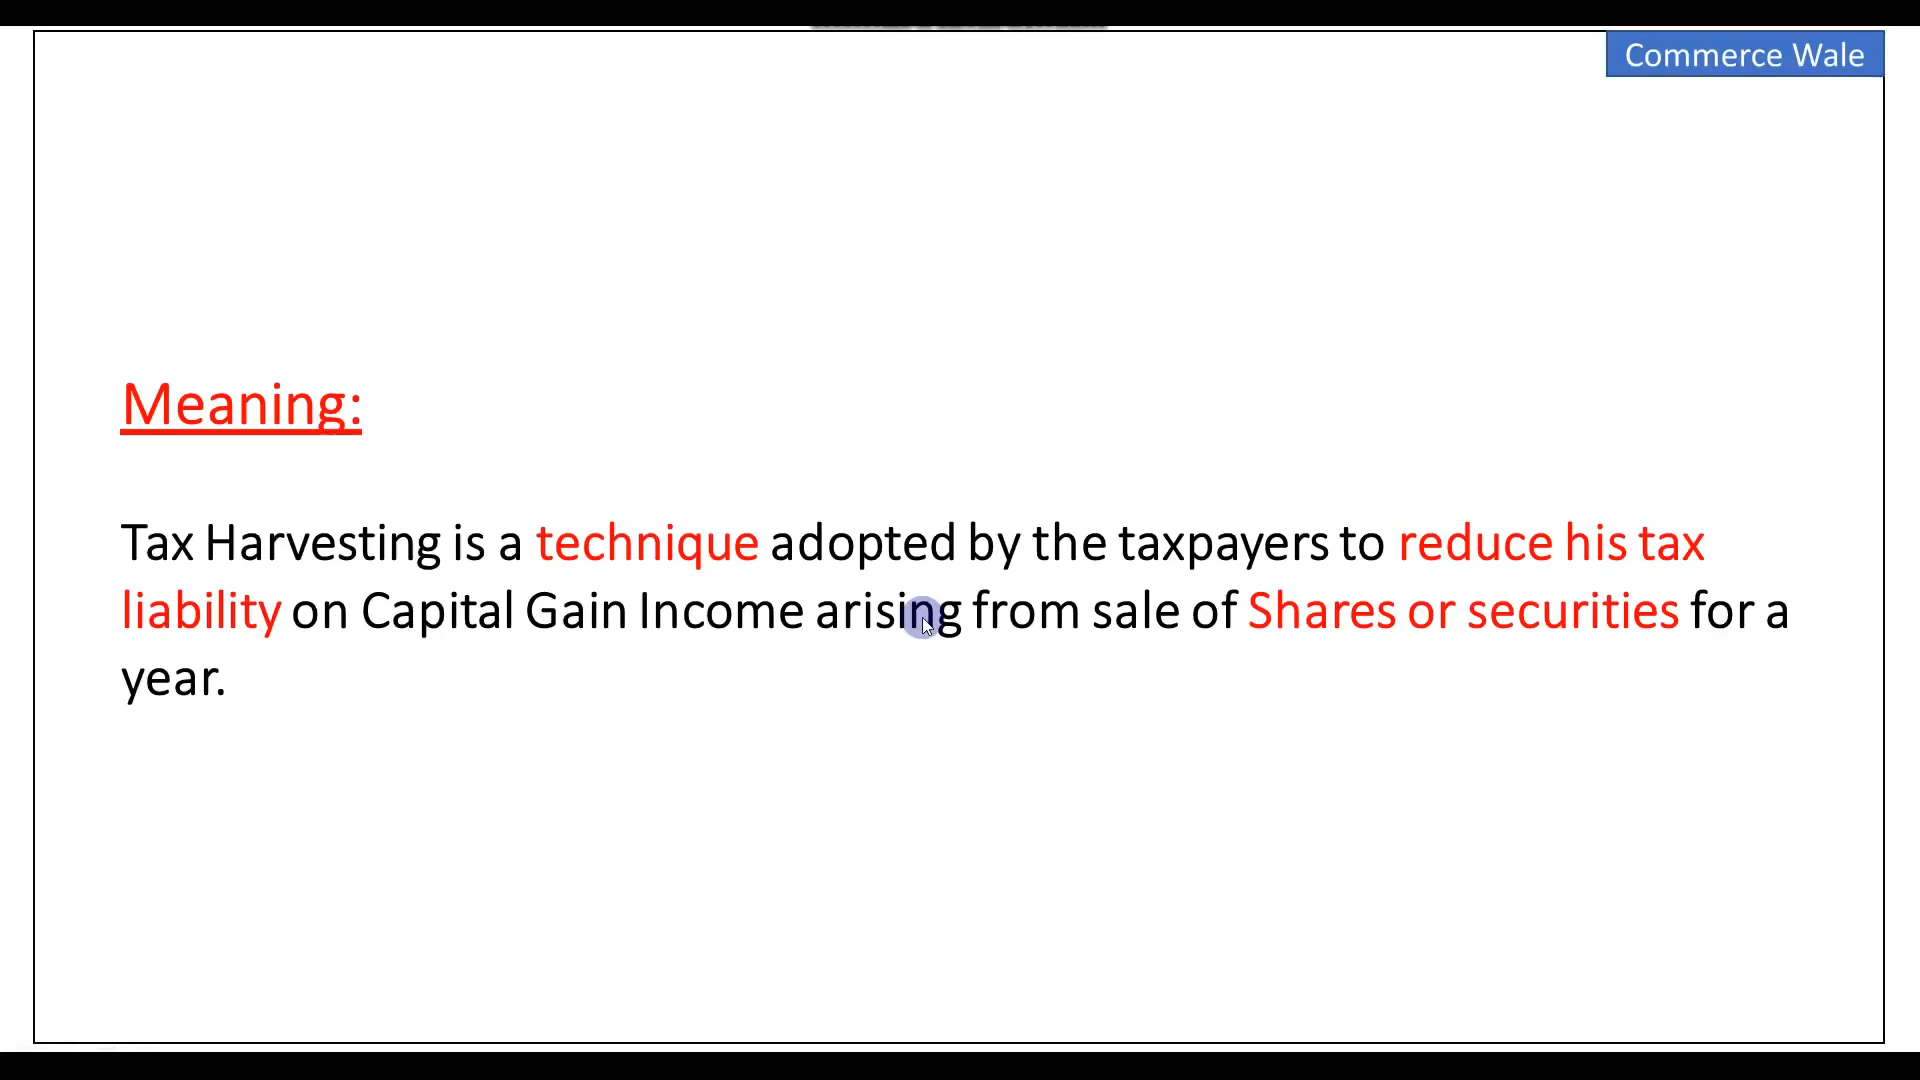 Commerce Wale
Meaning:
Tax Harvesting is a technique adopted by the taxpayers to reduce his tax
liability on Capital Gain Income arising from sale of Shares or securities for a
year.